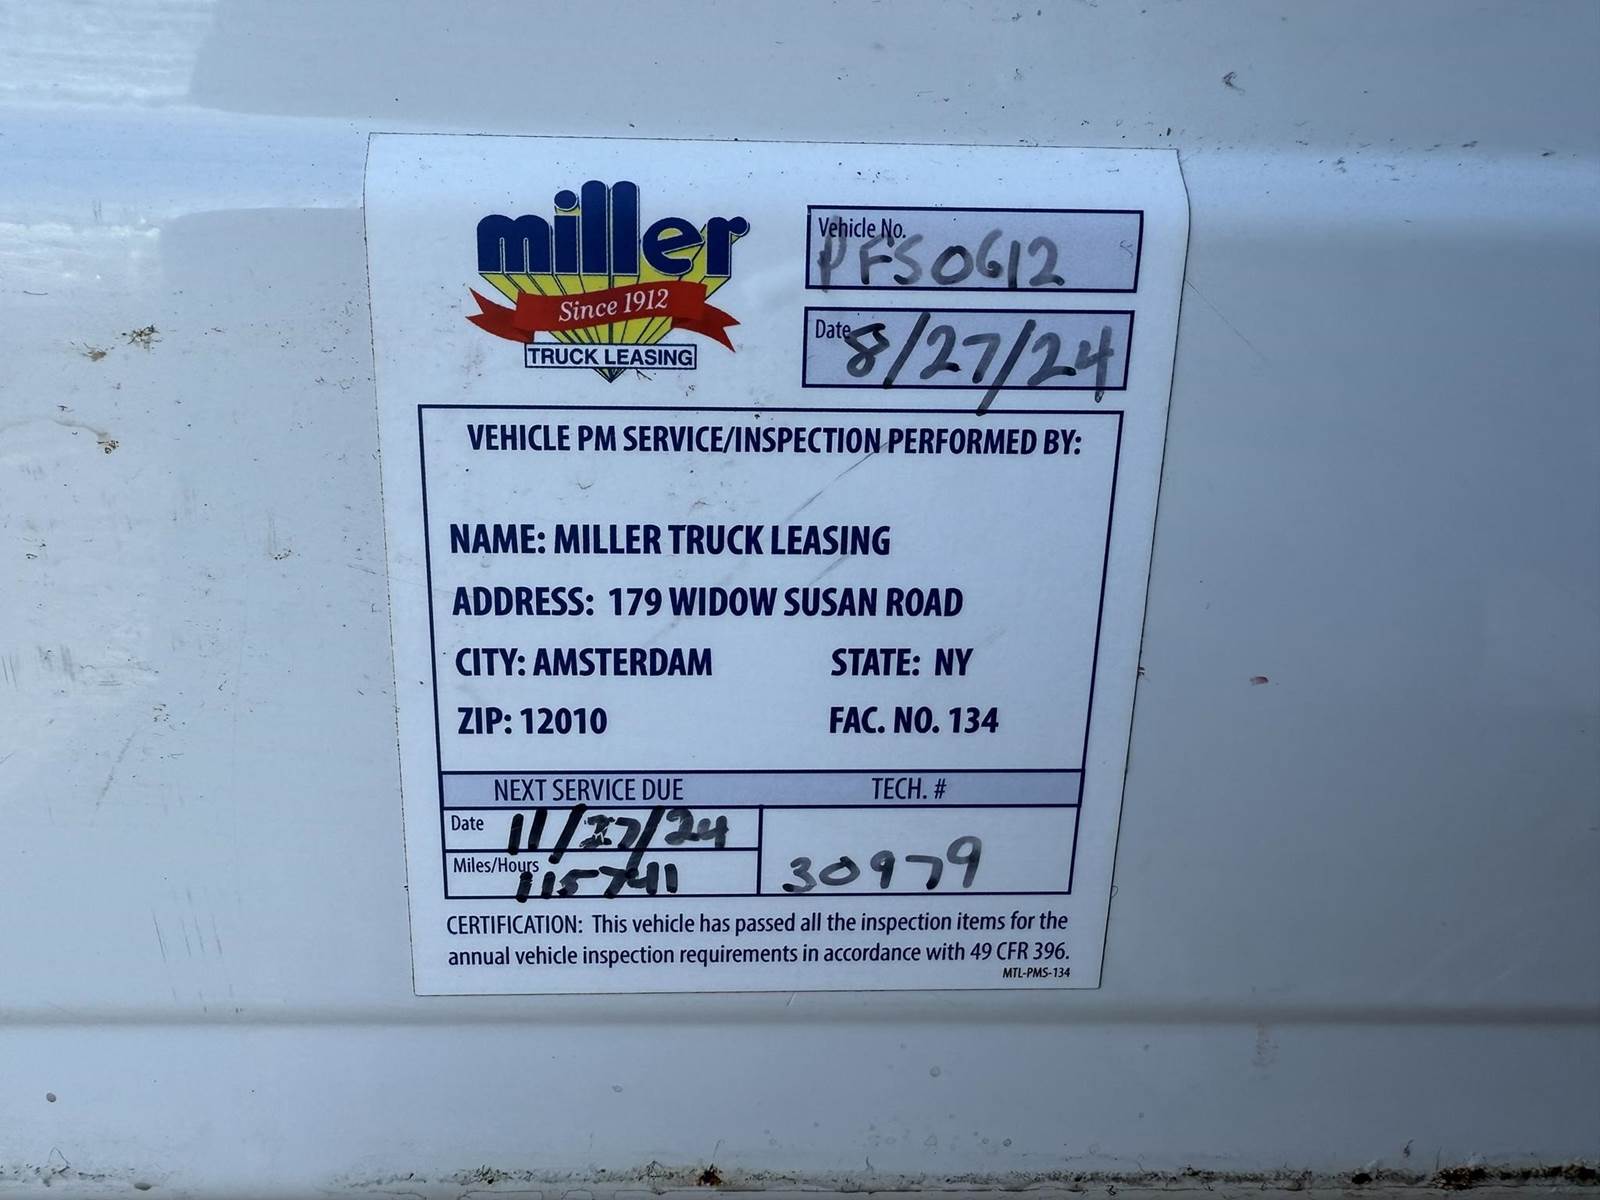 miller
Since 1912
TRUCK LEASING
Vehicle No.
PFS0612
Date
8/27/24
VEHICLE PM SERVICE/INSPECTION PERFORMED BY:
NAME: MILLER TRUCK LEASING
ADDRESS: 179 WIDOW SUSAN ROAD
CITY: AMSTERDAM STATE: NY
ZIP: 12010 FAC. NO. 134
NEXT SERVICE DUE TECH. #
Date 11/27/24
Miles/Hours 115741
30979
CERTIFICATION: This vehicle has passed all the inspection items for the
annual vehicle inspection requirements in accordance with 49 CFR 396.
MTL-PMS-134